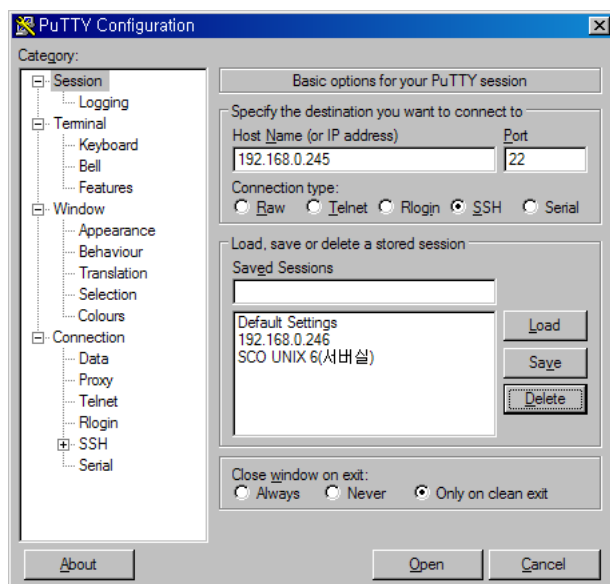 PuTTY Configuration
Category:
Session
Logging
Terminal
Keyboard
Bell
Features
Window
Appearance
Behaviour
Translation
Selection
Colours
Connection
Data
Proxy
Telnet
Rlogin
SSH
Serial
Basic options for your PuTTY session
Specify the destination you want to connect to
Host Name (or IP address) Port
192.168.0.245 22
Connection type:
Raw Telnet Rlogin SSH Serial
Load, save or delete a stored session
Saved Sessions
Default Settings
192.168.0.246
SCO UNIX 6(서버실)
Load
Save
Delete
Close window on exit:
Always Never Only on clean exit
About Open Cancel